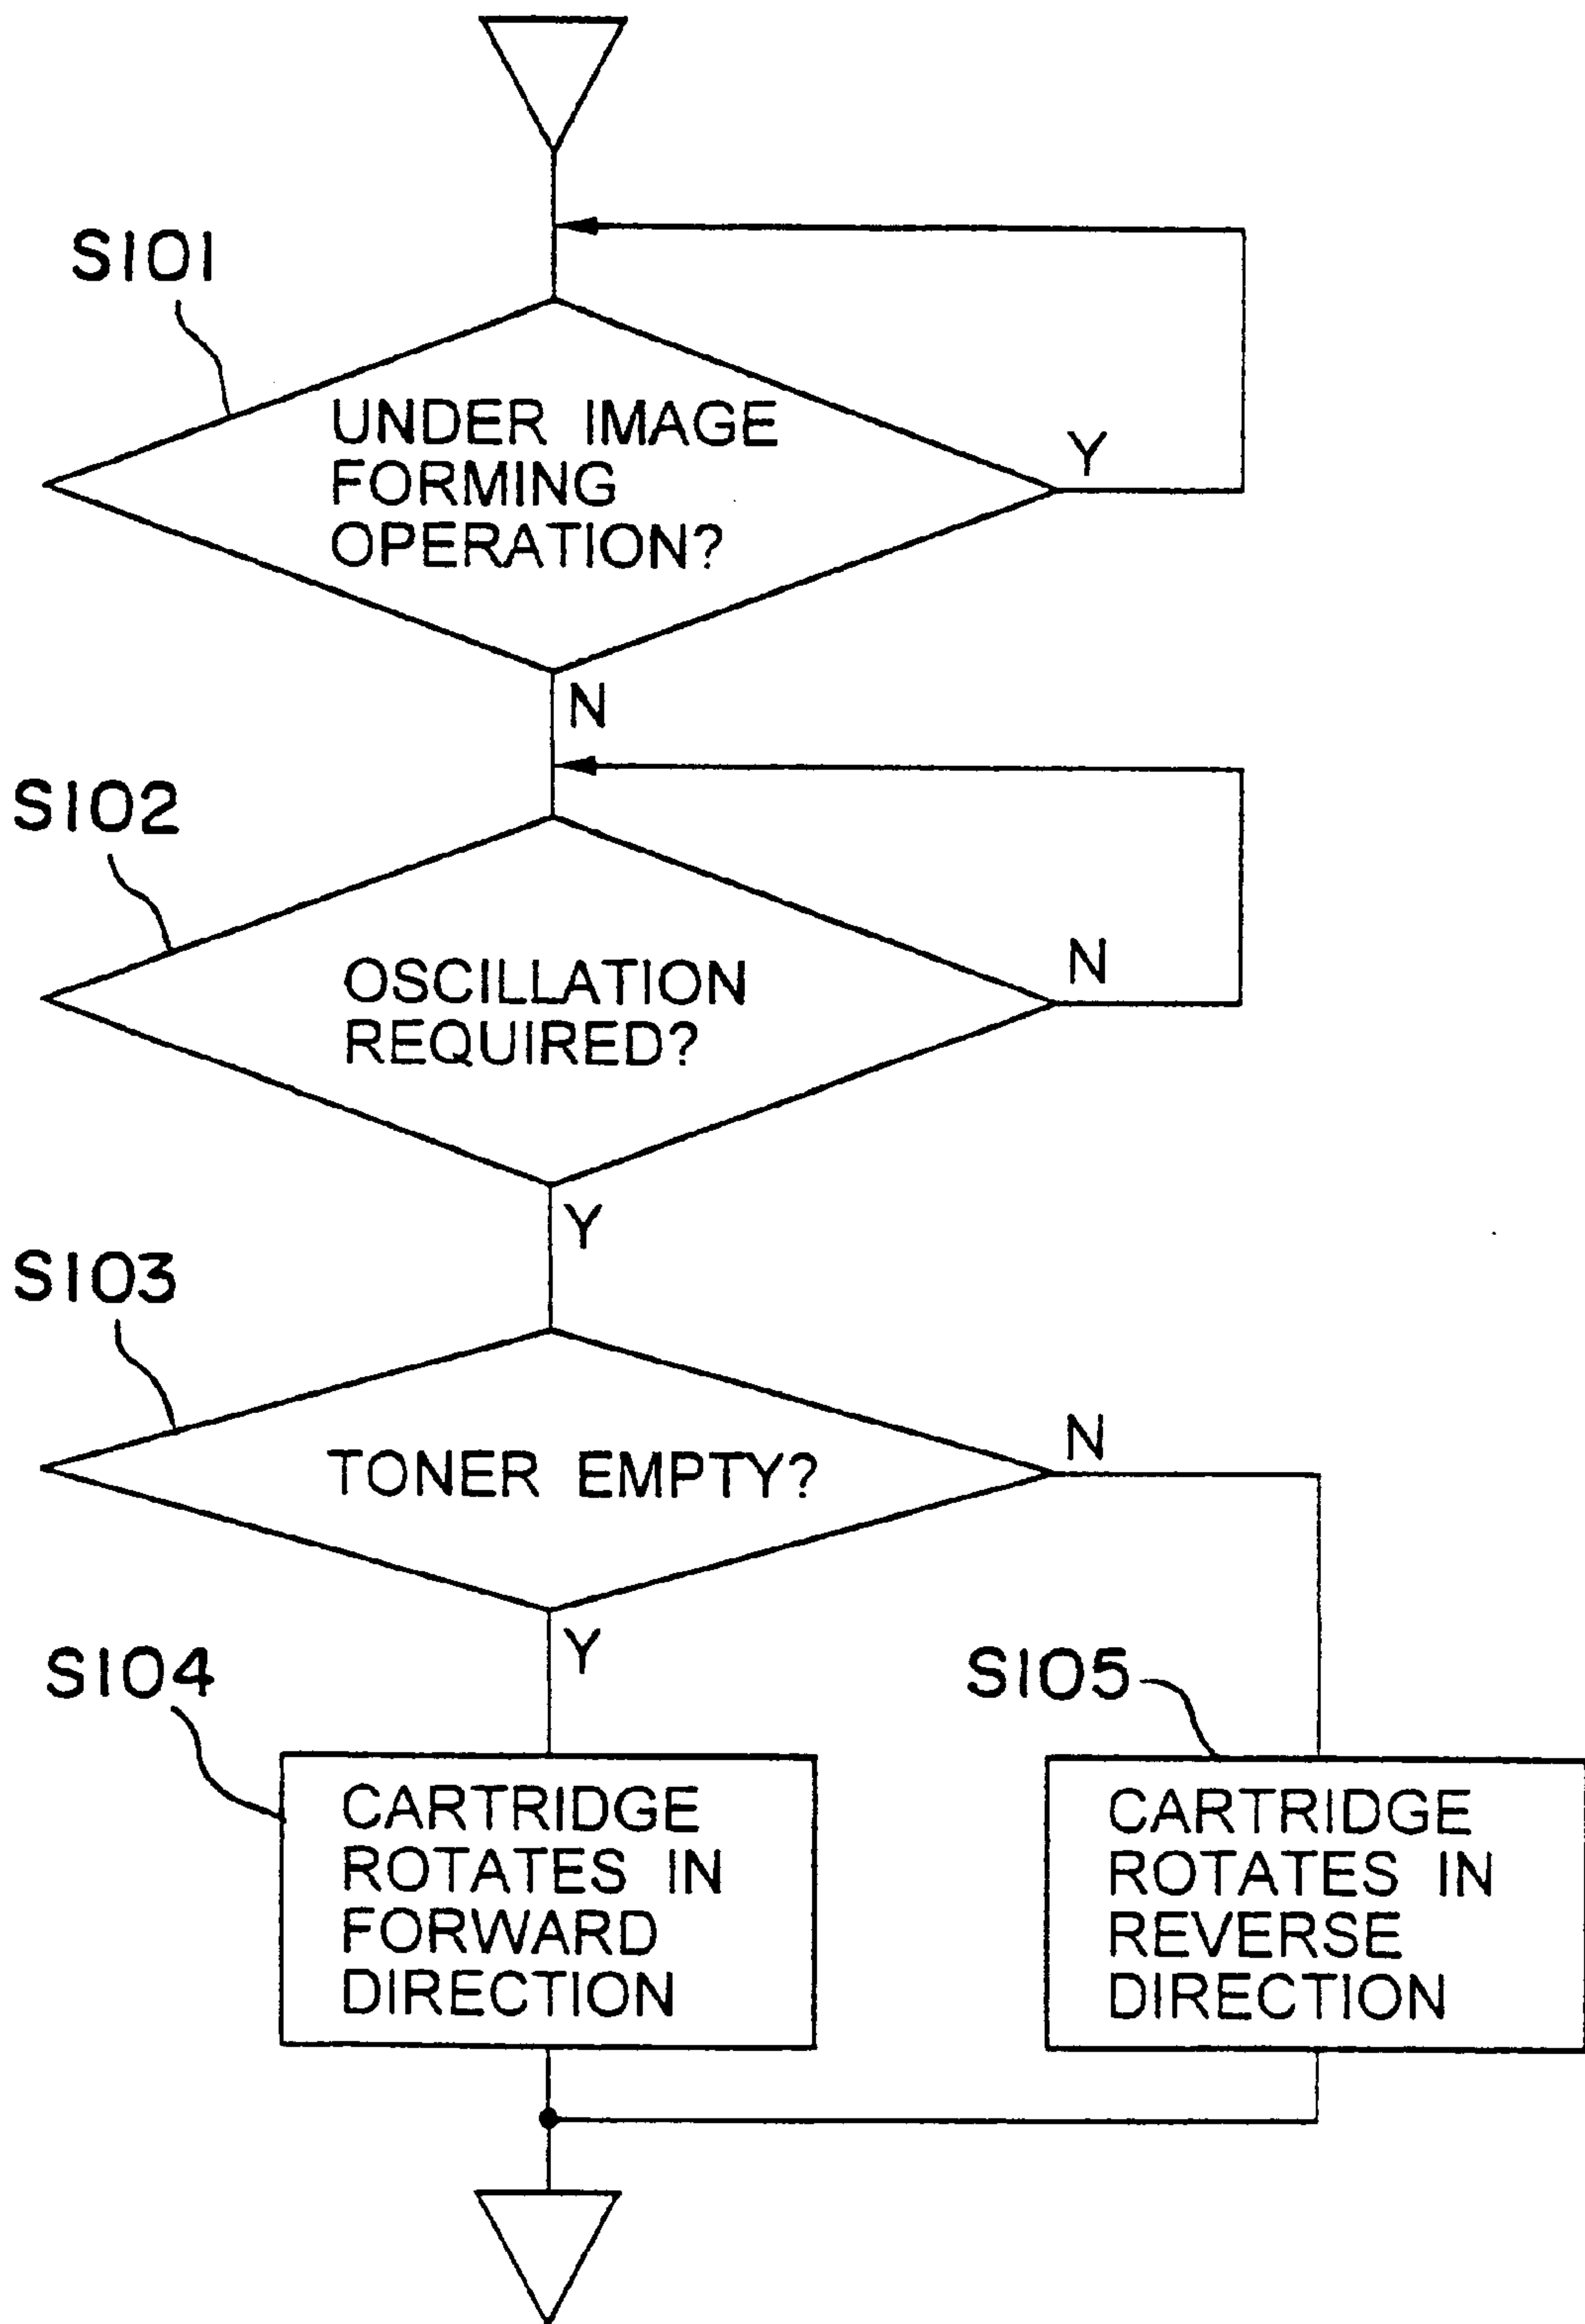 S101
UNDER IMAGE
FORMING
OPERATION?
Y
N
S102
OSCILLATION
REQUIRED?
N
Y
S103
TONER EMPTY?
N
Y
S104
CARTRIDGE
ROTATES IN
FORWARD
DIRECTION
S105
CARTRIDGE
ROTATES IN
REVERSE
DIRECTION